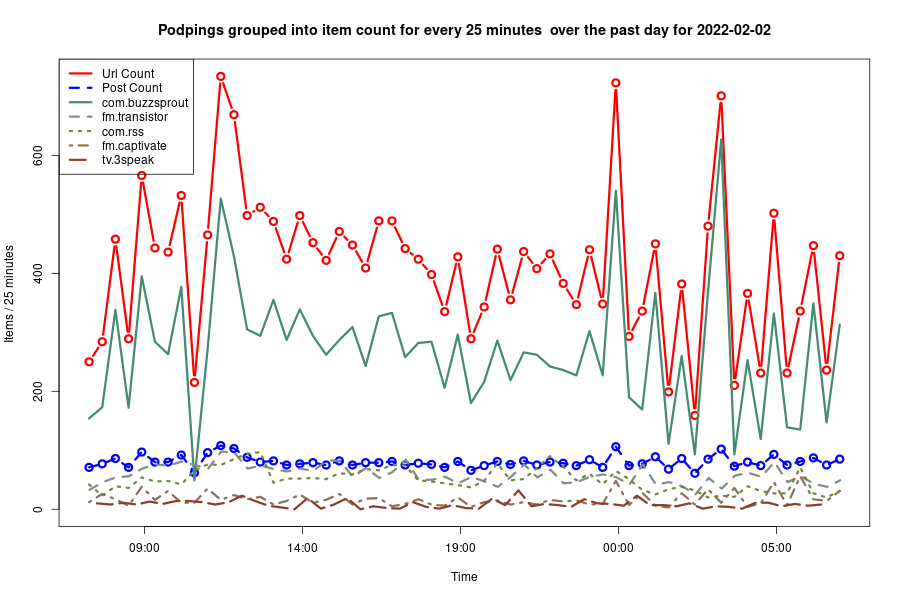 Podpings grouped into item count for every 25 minutes  over the past day for 2022-02-02
Url Count
Post Count
com.buzzsprout
fm.transistor
com.rss
fm.captivate
tv.3speak
Items / 25 minutes
600
400
200
0
09:00
14:00
19:00
00:00
05:00
Time